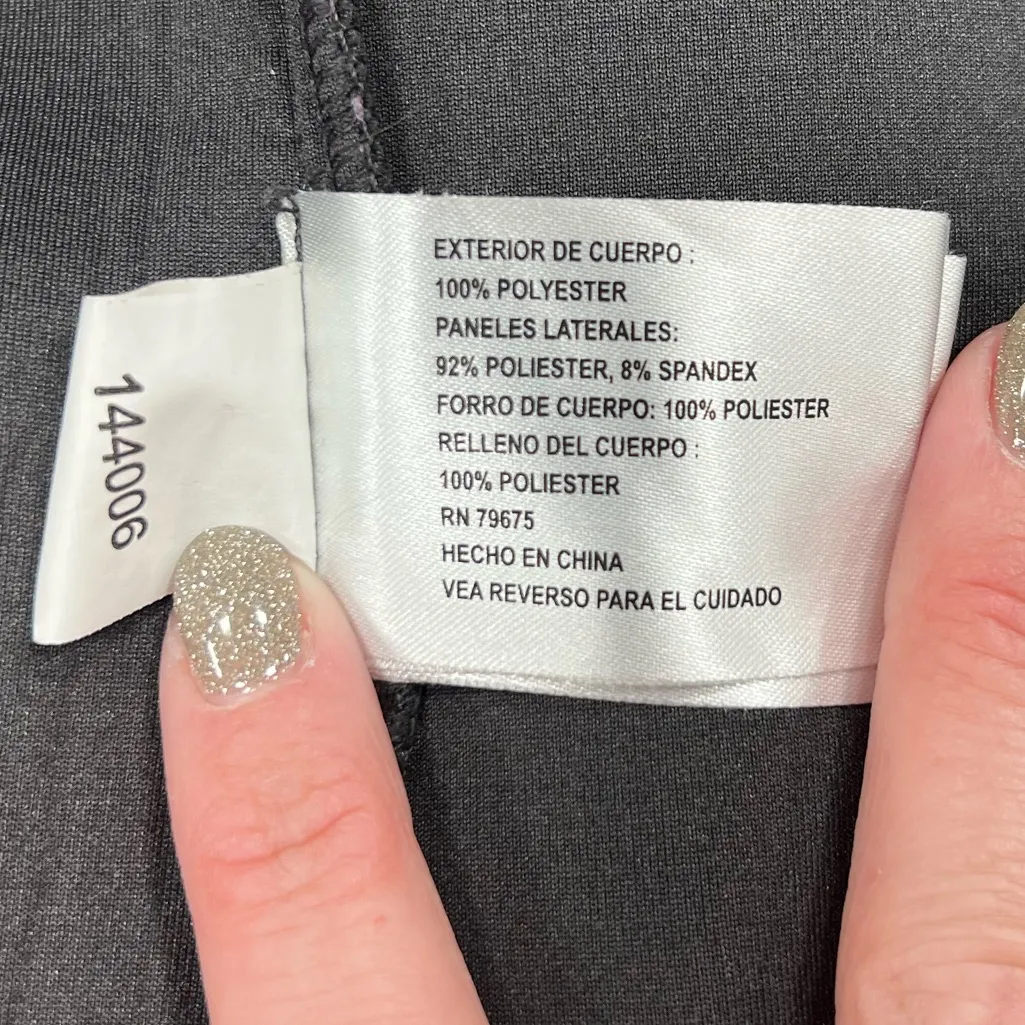 144006
EXTERIOR DE CUERPO :
100% POLYESTER
PANELES LATERALES:
92% POLIESTER, 8% SPANDEX
FORRO DE CUERPO: 100% POLIESTER
RELLENO DEL CUERPO :
100% POLIESTER
RN 79675
HECHO EN CHINA
VEA REVERSO PARA EL CUIDADO